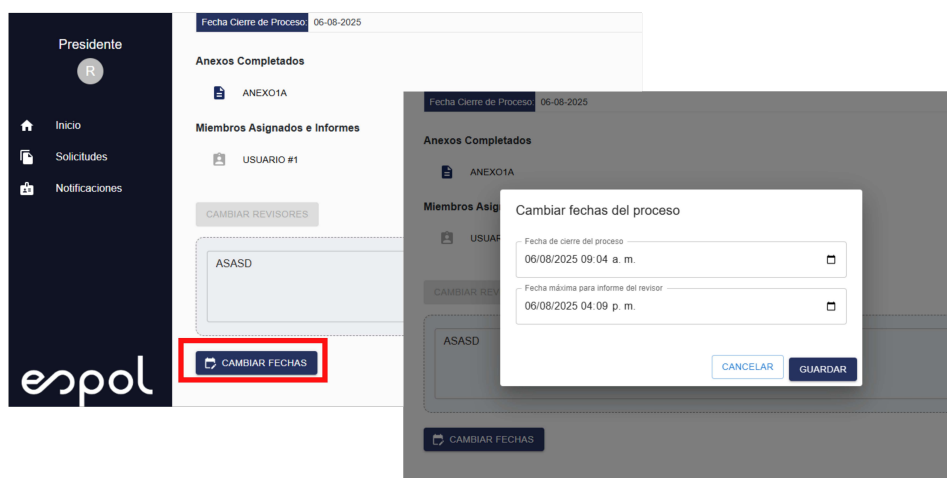 Presidente
R
Inicio
Solicitudes
Notificaciones
espol
Fecha Cierre de Proceso: 06-08-2025
Anexos Completados
ANEXO1A
Miembros Asignados e Informes
USUARIO #1
CAMBIAR REVISORES
ASASD
CAMBIAR FECHAS
Fecha Cierre de Proceso: 06-08-2025
Anexos Completados
ANEXO1A
Miembros Asig
USUAR
CAMBIAR REV
ASASD
CAMBIAR FECHAS
Cambiar fechas del proceso
Fecha de cierre del proceso
06/08/2025 09:04 a. m.
Fecha máxima para informe del revisor
06/08/2025 04:09 p. m.
CANCELAR GUARDAR